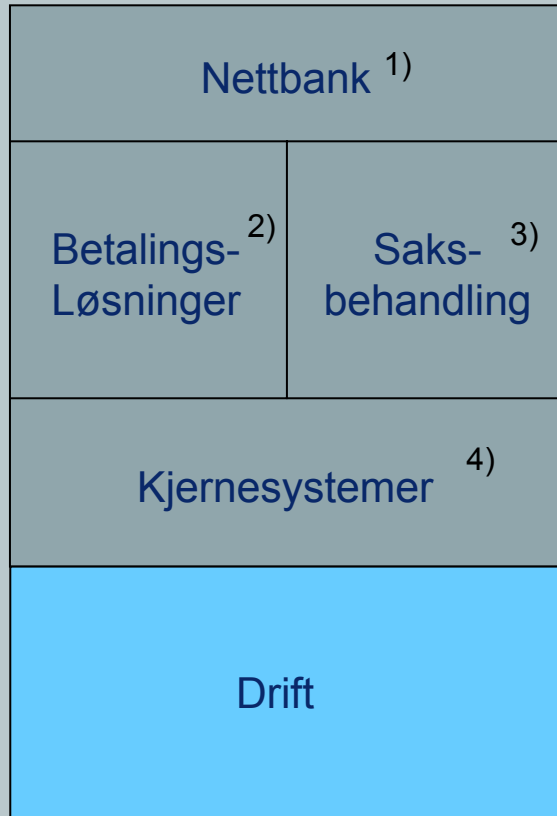 Nettbank 1)
Betalings- 2)
Løsninger
Saks- 3)
behandling
Kjernesystemer 4)
Drift